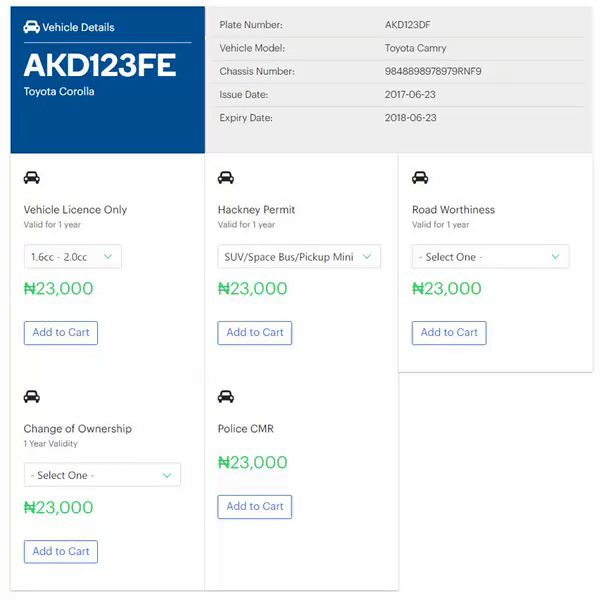 Vehicle Details
AKD123FE
Toyota Corolla
Plate Number: AKD123DF
Vehicle Model: Toyota Camry
Chassis Number: 9848898978979RNF9
Issue Date: 2017-06-23
Expiry Date: 2018-06-23
Vehicle Licence Only
Valid for 1 year
1.6cc - 2.0cc
₦23,000
Add to Cart
Hackney Permit
Valid for 1 year
SUV/Space Bus/Pickup Mini
₦23,000
Add to Cart
Road Worthiness
Valid for 1 year
- Select One -
₦23,000
Add to Cart
Change of Ownership
1 Year Validity
- Select One -
₦23,000
Add to Cart
Police CMR
₦23,000
Add to Cart